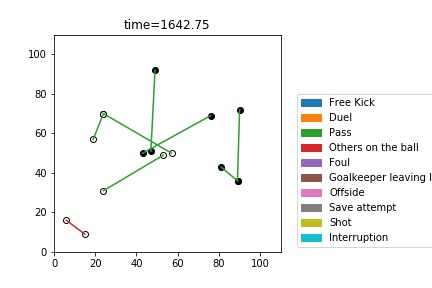 time=1642.75
100
80
60
40
20
0
0 20 40 60 80 100
Free Kick
Duel
Pass
Others on the ball
Foul
Goalkeeper leaving l
Offside
Save attempt
Shot
Interruption